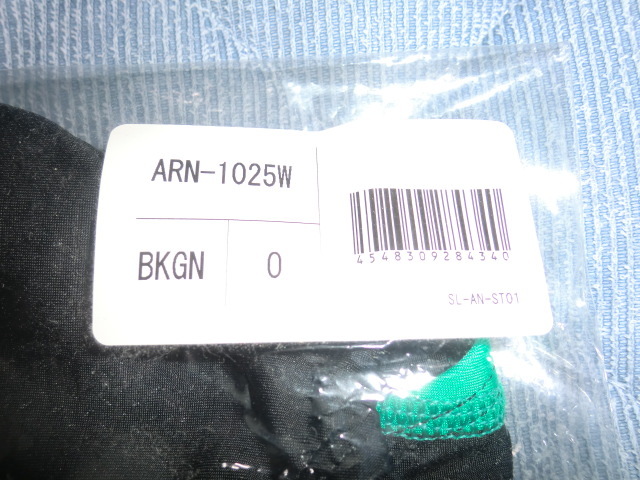 ARN-1025W
BKGN
O
4548309284340
SL-AN-ST01